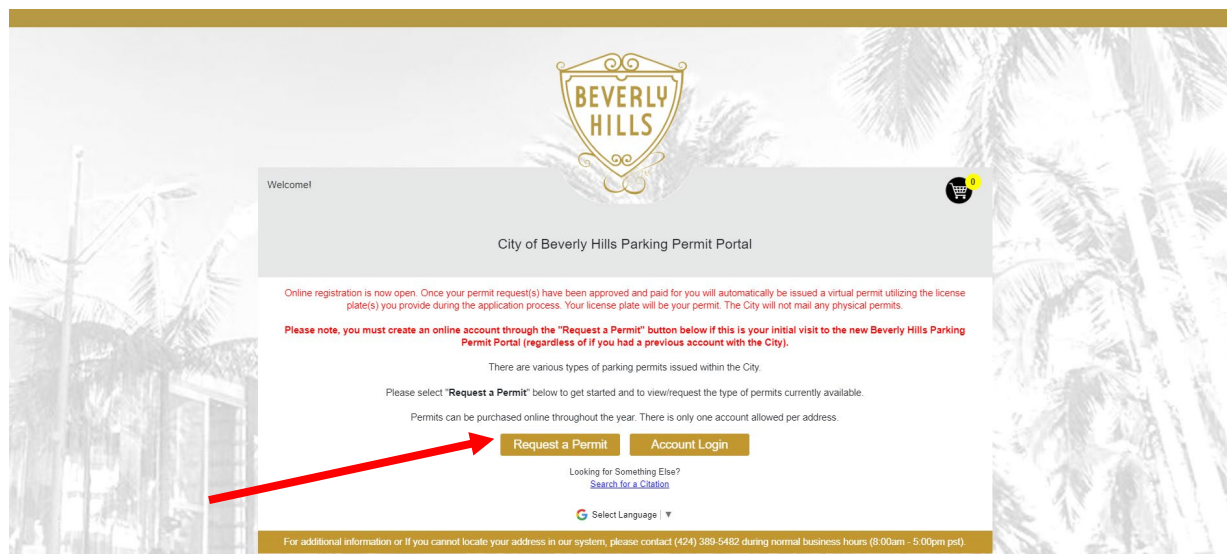 BEVERLY
HILLS
Welcome!
0
City of Beverly Hills Parking Permit Portal
Online registration is now open. Once your permit request(s) have been approved and paid for you will automatically be issued a virtual permit utilizing the license
plate(s) you provide during the application process. Your license plate will be your permit. The City will not mail any physical permits.
Please note, you must create an online account through the "Request a Permit" button below if this is your initial visit to the new Beverly Hills Parking
Permit Portal (regardless of if you had a previous account with the City).
There are various types of parking permits issued within the City.
Please select "Request a Permit" below to get started and to view/request the type of permits currently available.
Permits can be purchased online throughout the year. There is only one account allowed per address.
Request a Permit Account Login
Looking for Something Else?
Search for a Citation
G Select Language | ▼
For additional information or If you cannot locate your address in our system, please contact (424) 389-5482 during normal business hours (8:00am - 5:00pm pst).